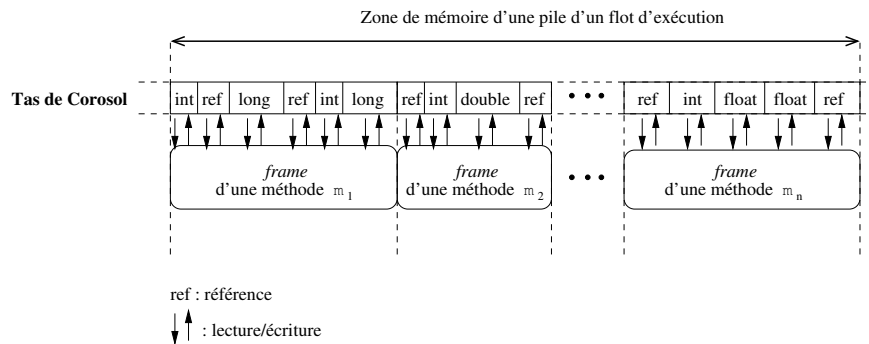 Zone de mémoire d'une pile d'un flot d'exécution
Tas de Corosol
int ref long ref int long ref int double ref • • • ref int float float ref
frame
d'une méthode m1
frame
d'une méthode m2
• • •
frame
d'une méthode mn
ref : référence
: lecture/écriture